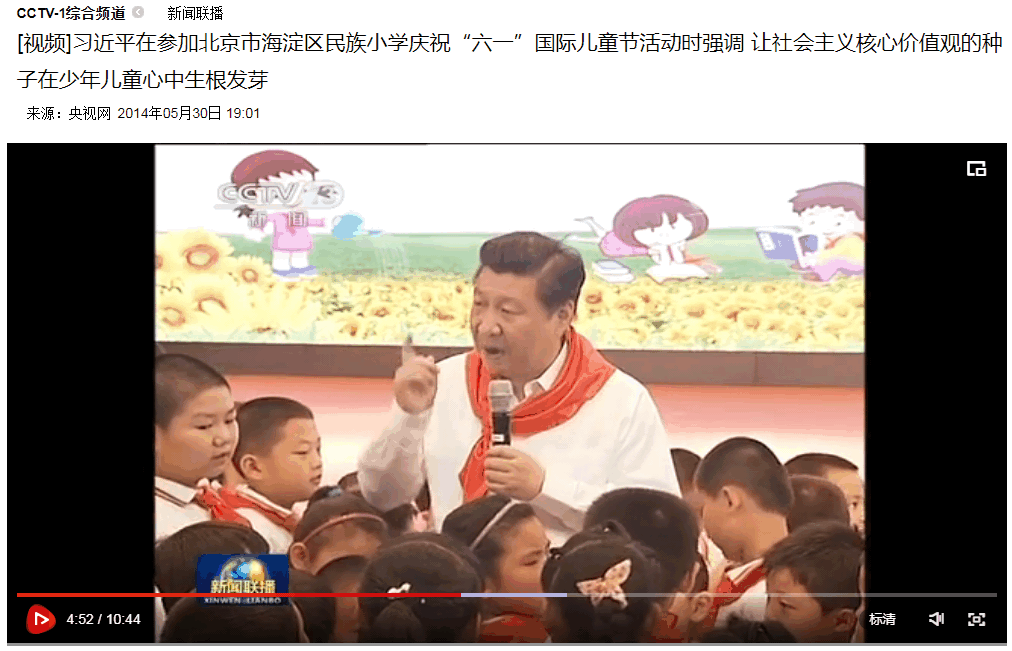 CCTV-1综合频道 新闻联播
[视频]习近平在参加北京市海淀区民族小学庆祝“六一”国际儿童节活动时强调 让社会主义核心价值观的种
子在少年儿童心中生根发芽
来源：央视网 2014年05月30日 19:01
CCTV 13
新闻
新闻联播
XINWEN LIANBO
4:52 / 10:44
标清